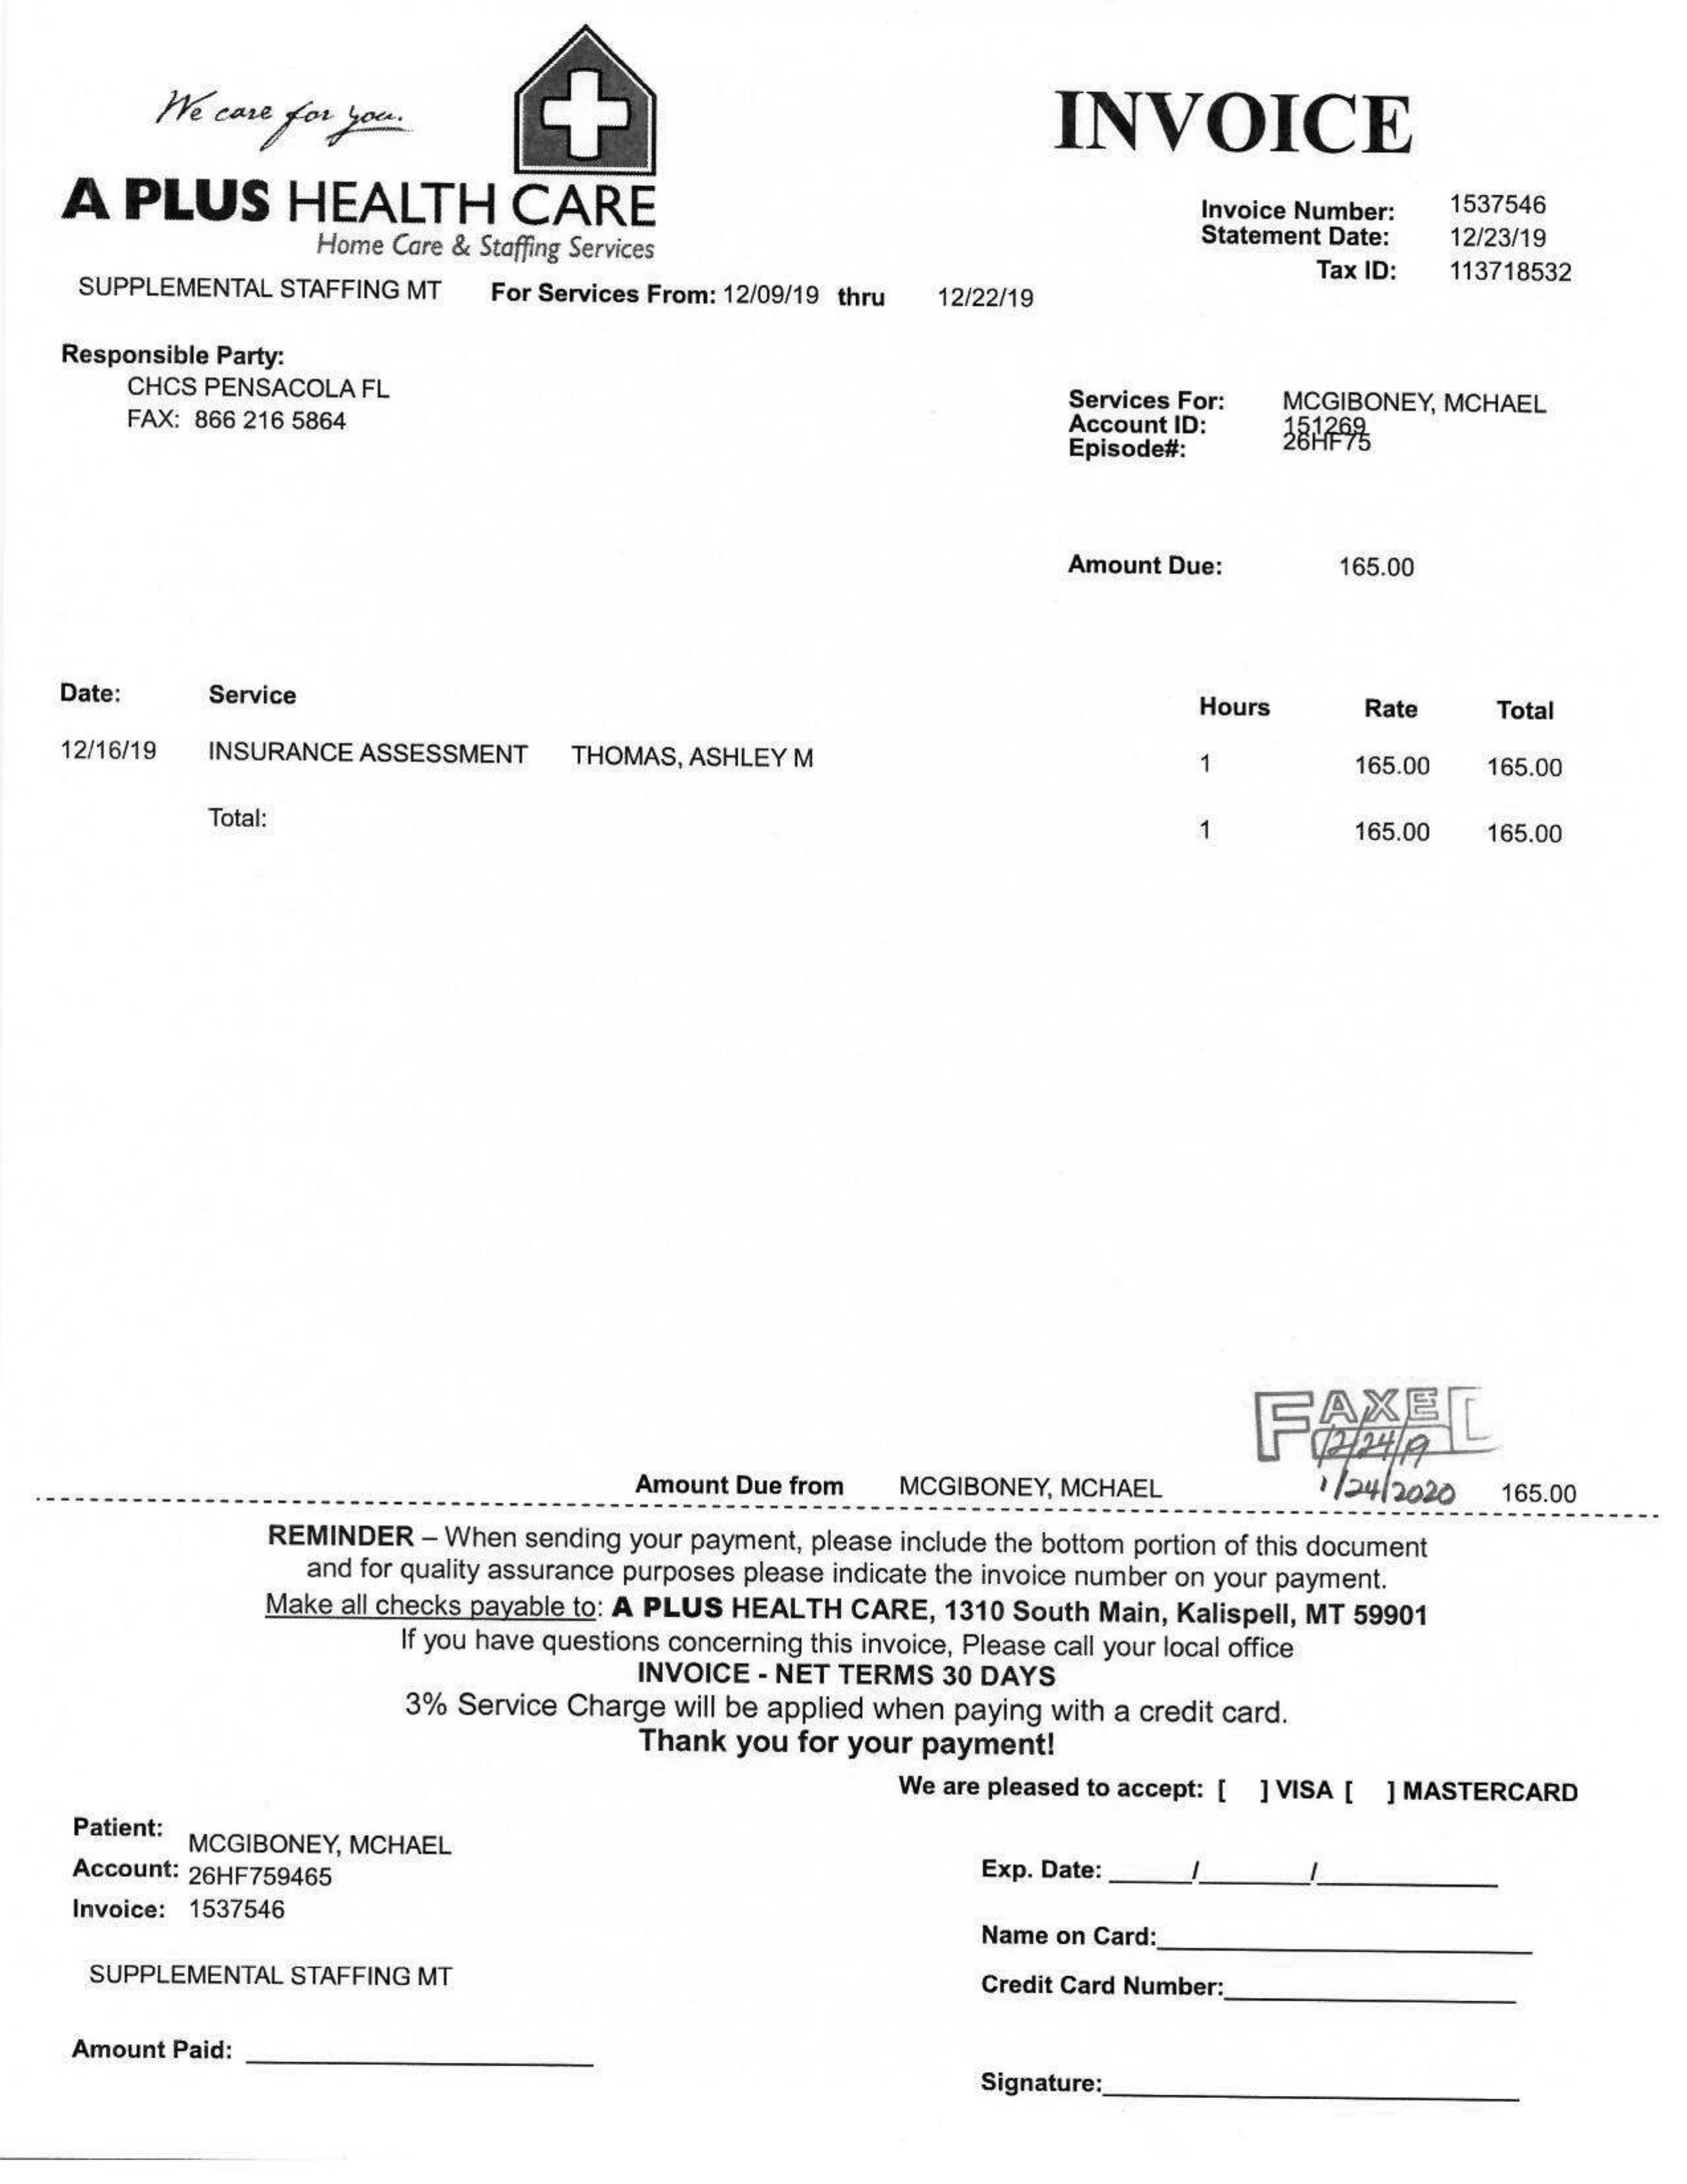 We care for you.
A PLUS HEALTH CARE
Home Care & Staffing Services
INVOICE
Invoice Number: 1537546
Statement Date: 12/23/19
Tax ID: 113718532
SUPPLEMENTAL STAFFING MT For Services From: 12/09/19 thru 12/22/19
Responsible Party:
CHCS PENSACOLA FL
FAX: 866 216 5864
Services For: MCGIBONEY, MCHAEL
Account ID: 151269
Episode#: 26HF75
Amount Due: 165.00
Date: Service Hours Rate Total
12/16/19 INSURANCE ASSESSMENT THOMAS, ASHLEY M 1 165.00 165.00
Total: 1 165.00 165.00
FAXED
12/24/19
Amount Due from MCGIBONEY, MCHAEL 1/24/2020 165.00
REMINDER – When sending your payment, please include the bottom portion of this document
and for quality assurance purposes please indicate the invoice number on your payment.
Make all checks payable to: A PLUS HEALTH CARE, 1310 South Main, Kalispell, MT 59901
If you have questions concerning this invoice, Please call your local office
INVOICE - NET TERMS 30 DAYS
3% Service Charge will be applied when paying with a credit card.
Thank you for your payment!
We are pleased to accept: [ ] VISA [ ] MASTERCARD
Patient: MCGIBONEY, MCHAEL
Account: 26HF759465
Invoice: 1537546
SUPPLEMENTAL STAFFING MT
Amount Paid:
Exp. Date: / /
Name on Card:
Credit Card Number:
Signature: